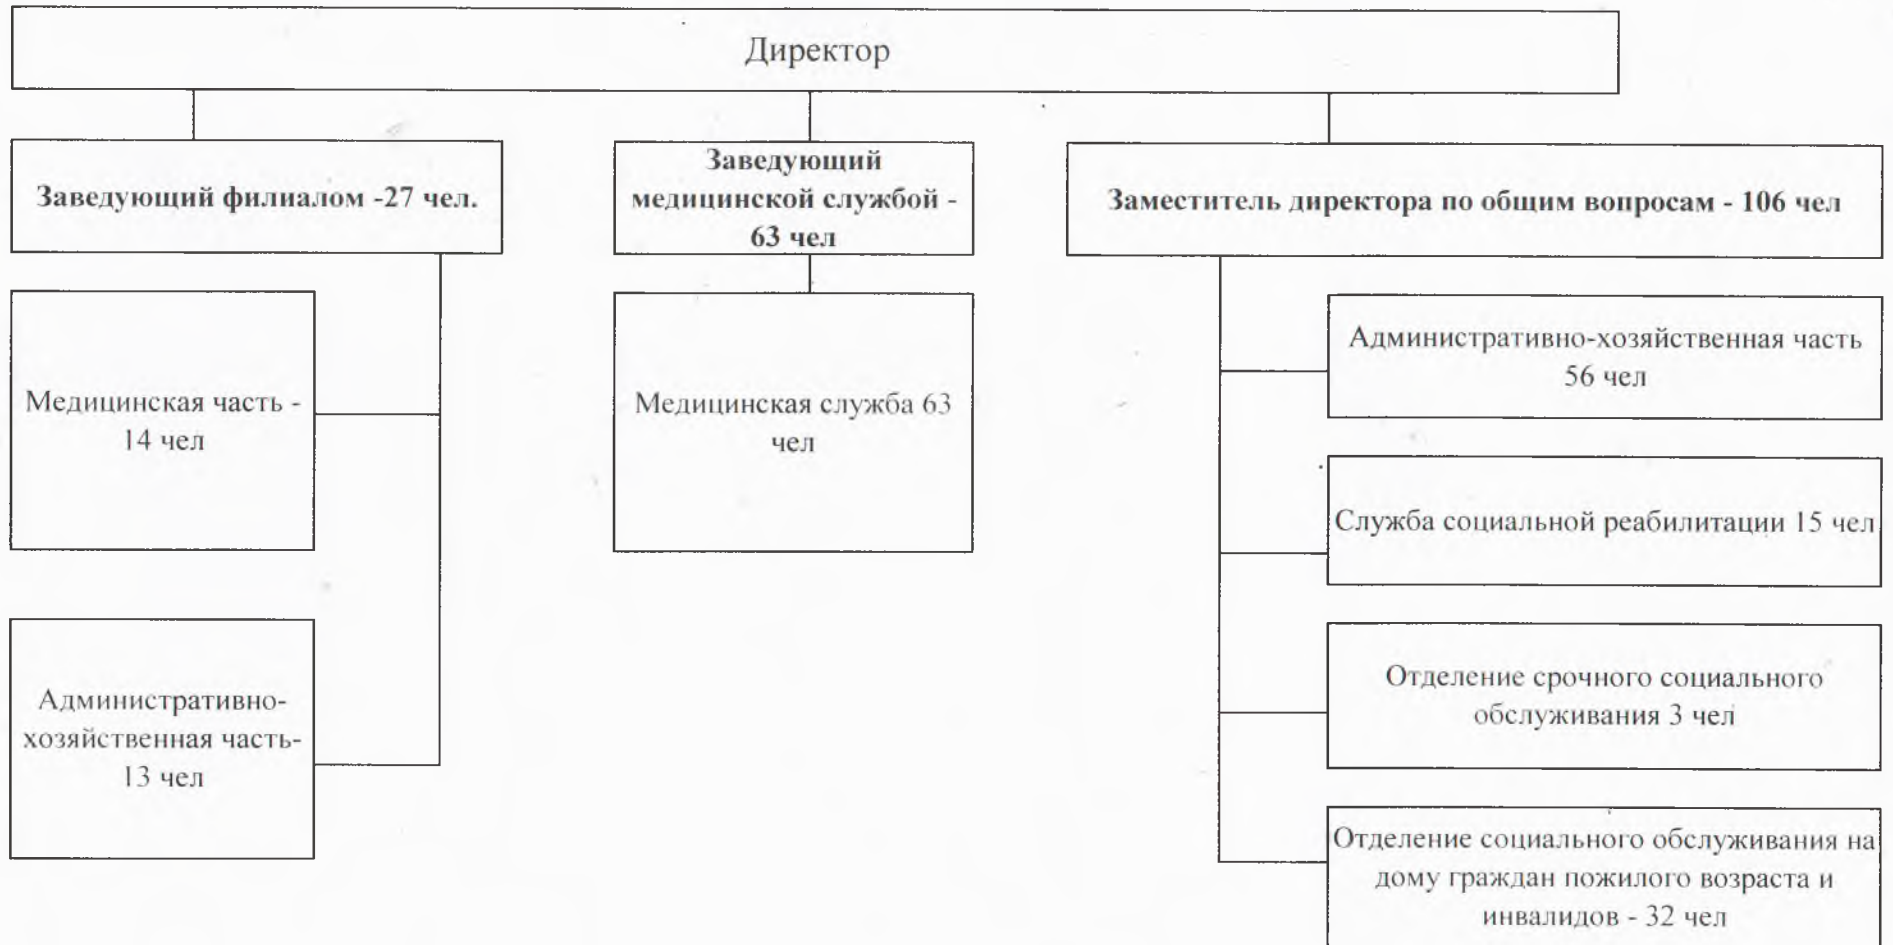 Директор
Заведующий филиалом -27 чел.
Заведующий
медицинской службой -
63 чел
Заместитель директора по общим вопросам - 106 чел
Медицинская часть -
14 чел
Административно-
хозяйственная часть-
13 чел
Медицинская служба 63
чел
Административно-хозяйственная часть
56 чел
Служба социальной реабилитации 15 чел
Отделение срочного социального
обслуживания 3 чел
Отделение социального обслуживания на
дому граждан пожилого возраста и
инвалидов - 32 чел